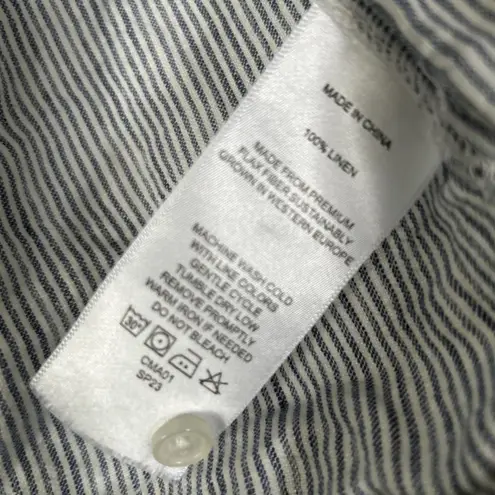 MADE IN CHINA
100% LINEN
MADE FROM PREMIUM
FLAX FIBER SUSTAINABLY
GROWN IN WESTERN EUROPE
MACHINE WASH COLD
WITH LIKE COLORS
GENTLE CYCLE
TUMBLE DRY LOW
REMOVE PROMPTLY
WARM IRON IF NEEDED
DO NOT BLEACH
30°
CMA01
SP23